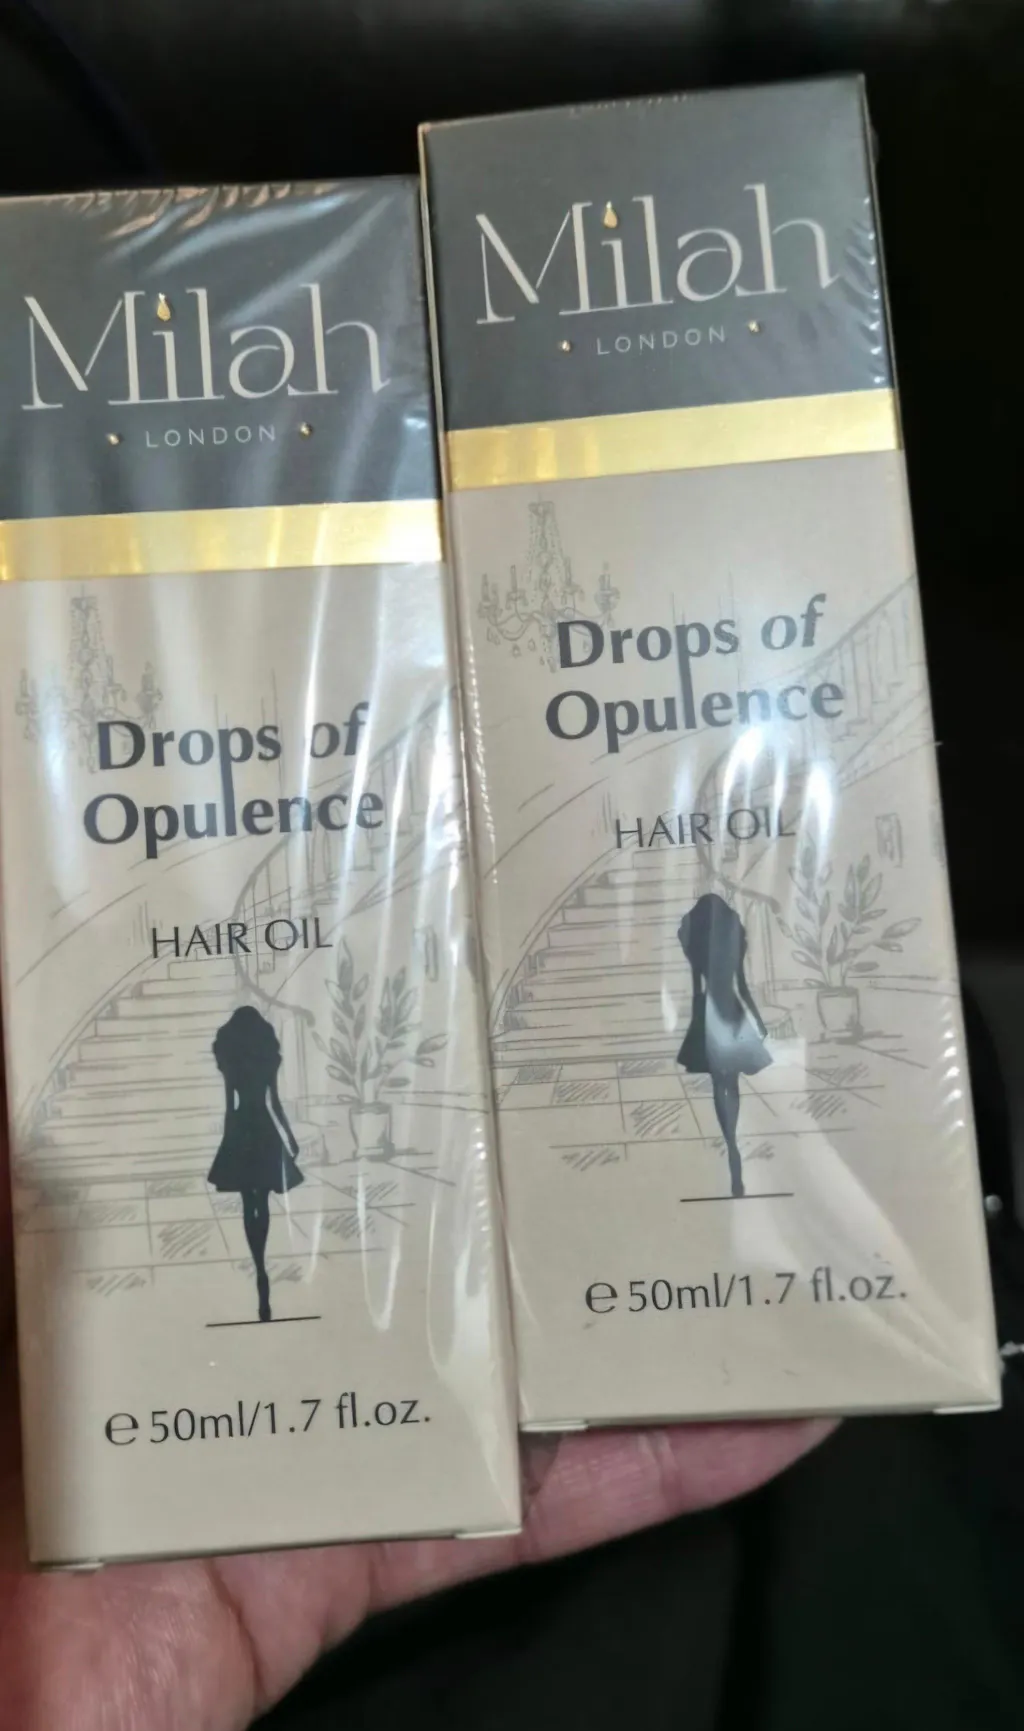 Milah
LONDON
Drops of
Opulence
HAIR OIL
℮ 50ml/1.7 fl.oz.
Milah
LONDON
Drops of
Opulence
HAIR OIL
℮ 50ml/1.7 fl.oz.